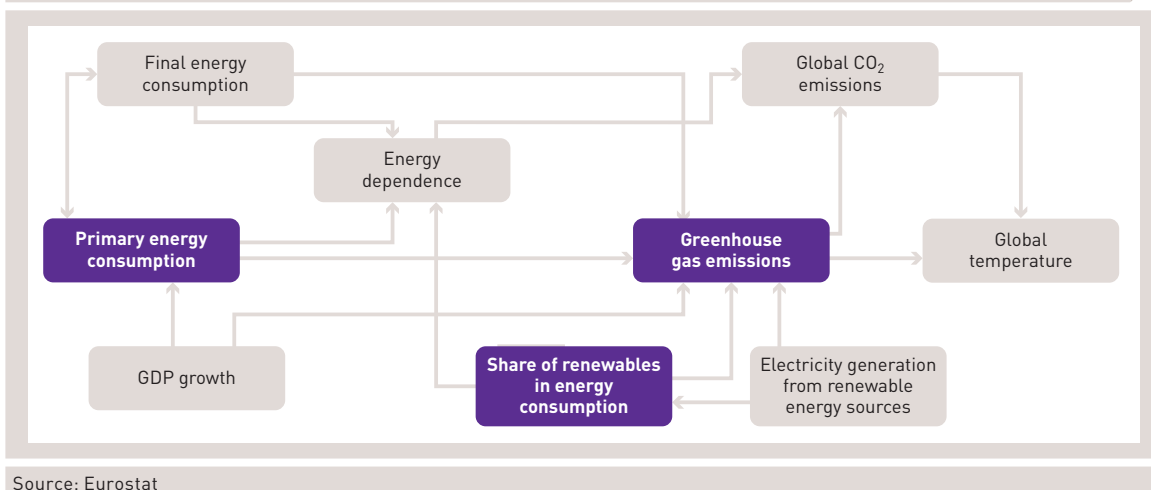 Final energy
consumption
Global CO₂
emissions
Energy
dependence
Primary energy
consumption
Greenhouse
gas emissions
Global
temperature
GDP growth
Share of renewables
in energy
consumption
Electricity generation
from renewable
energy sources
Source: Eurostat